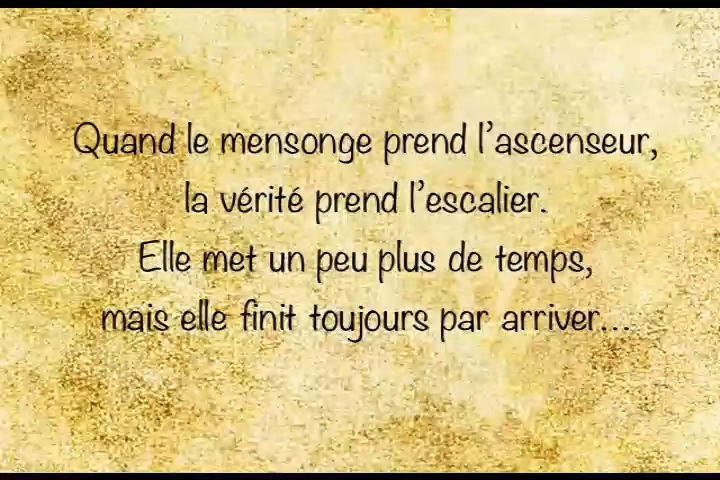 Quand le mensonge prend l'ascenseur,
la vérité prend l'escalier.
Elle met un peu plus de temps,
mais elle finit toujours par arriver...